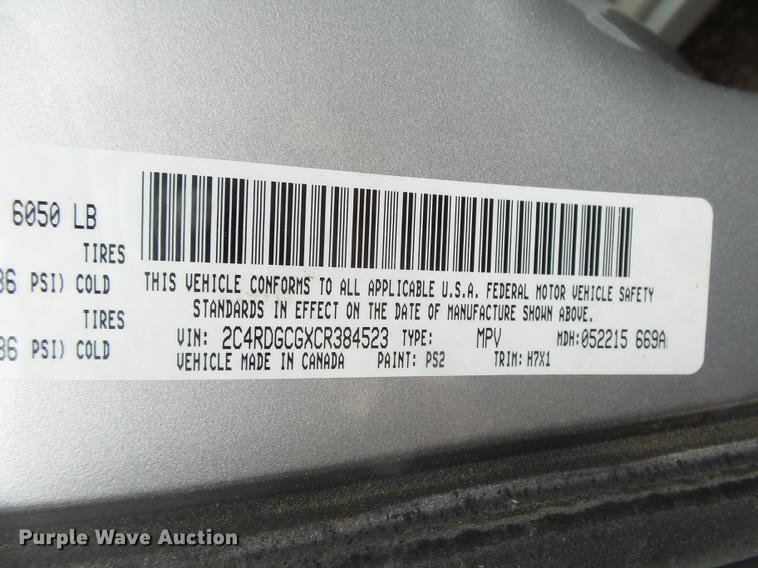 6050 LB
TIRES
36 PSI) COLD
TIRES
36 PSI) COLD
THIS VEHICLE CONFORMS TO ALL APPLICABLE U.S.A. FEDERAL MOTOR VEHICLE SAFETY
STANDARDS IN EFFECT ON THE DATE OF MANUFACTURE SHOWN ABOVE.
VIN: 2C4RDGCGXCR384523 TYPE: MPV MDH:052215 669A
VEHICLE MADE IN CANADA PAINT: PS2 TRIM: H7X1
Purple Wave Auction®